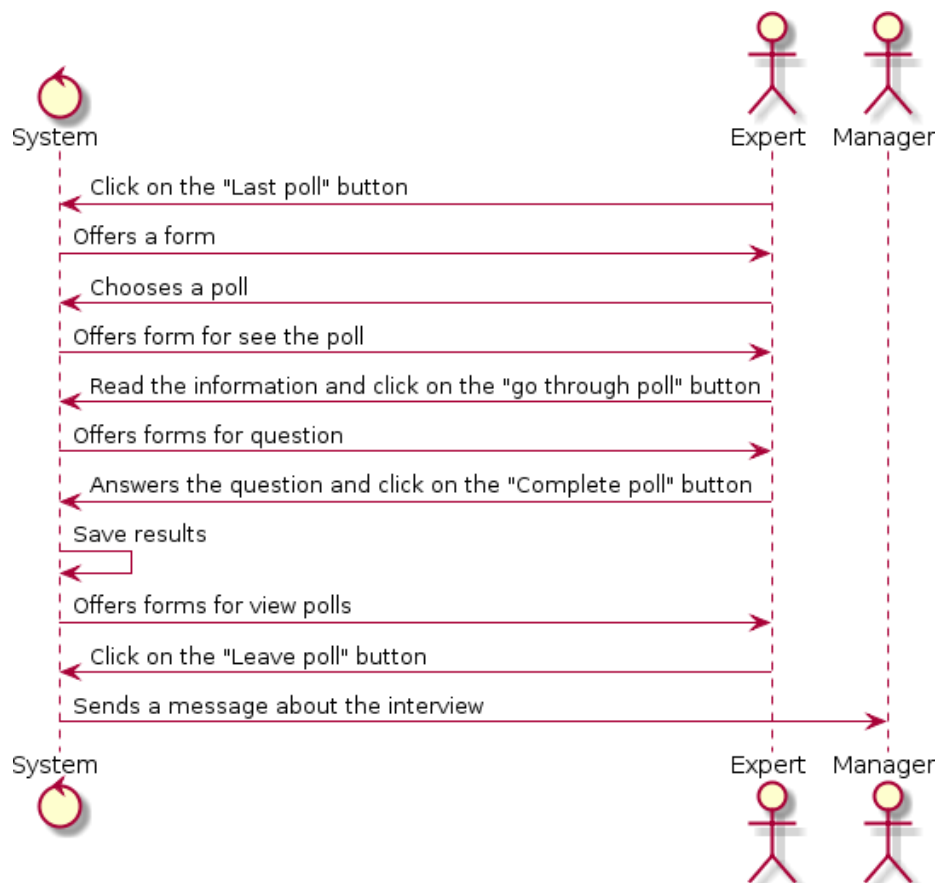 System Expert Manager
Click on the "Last poll" button
Offers a form
Chooses a poll
Offers form for see the poll
Read the information and click on the "go through poll" button
Offers forms for question
Answers the question and click on the "Complete poll" button
Save results
Offers forms for view polls
Click on the "Leave poll" button
Sends a message about the interview
System Expert Manager